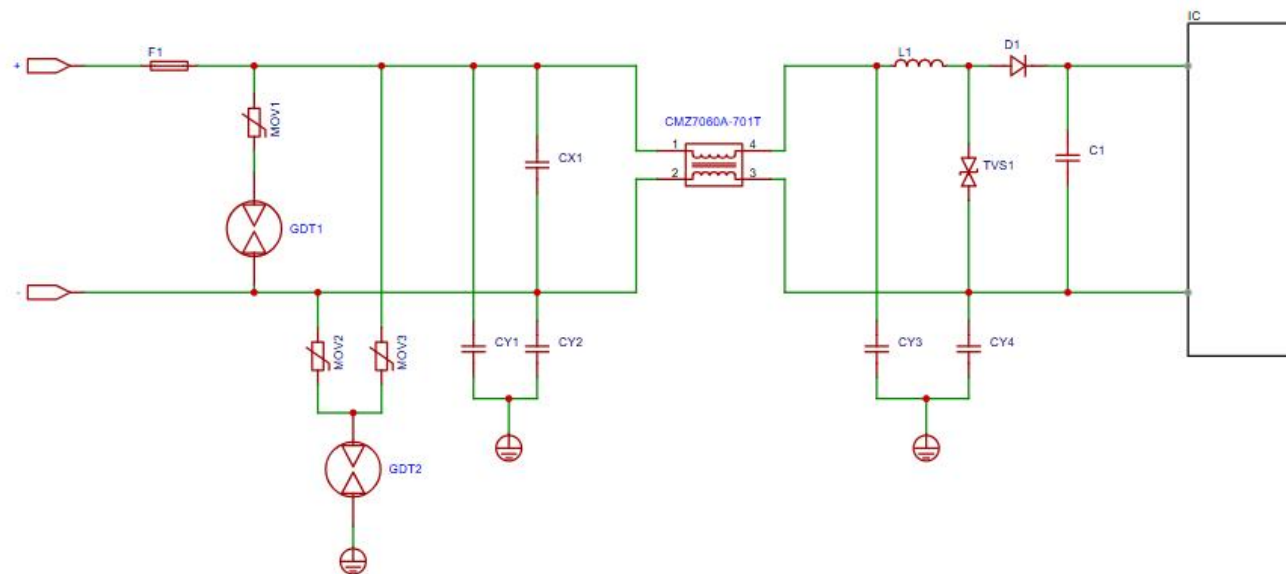 IC
F1
L1
D1
+
MOV1
CMZ7060A-701T
1
4
CX1
C1
2
3
TVS1
GDT1
-
MOV2
MOV3
CY1
CY2
CY3
CY4
GDT2